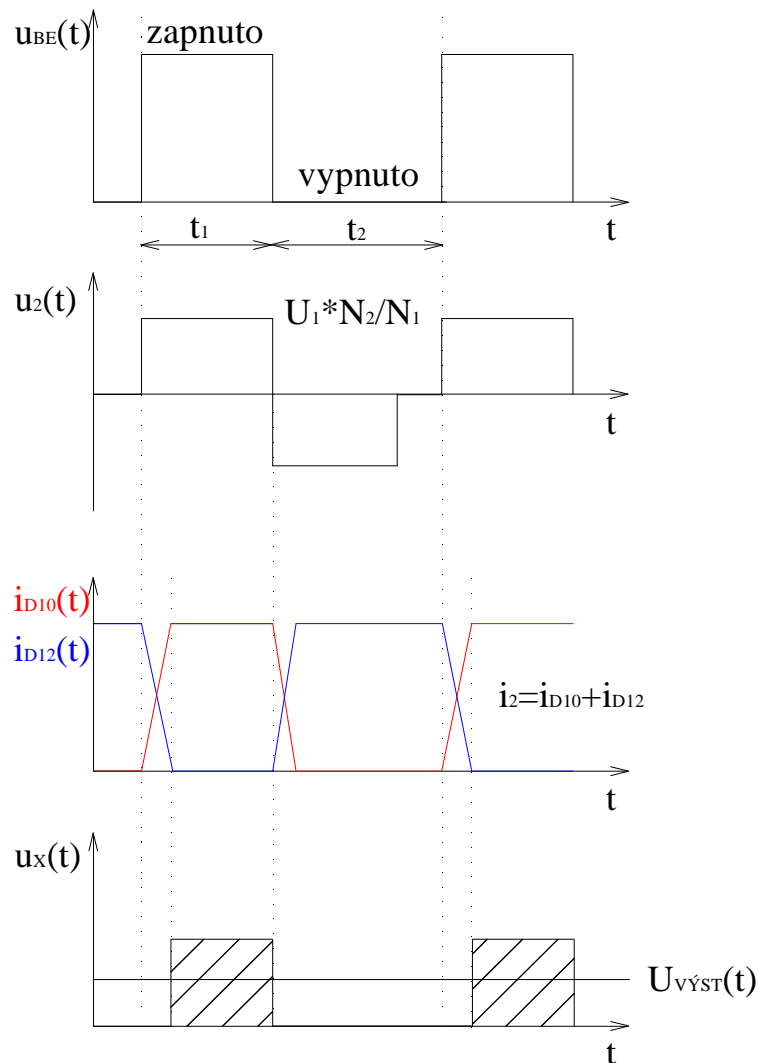 uBE(t)
zapnuto
vypnuto
t1
t2
t
u2(t)
U1*N2/N1
t
iD10(t)
iD12(t)
i2=iD10+iD12
t
uX(t)
UVÝST(t)
t